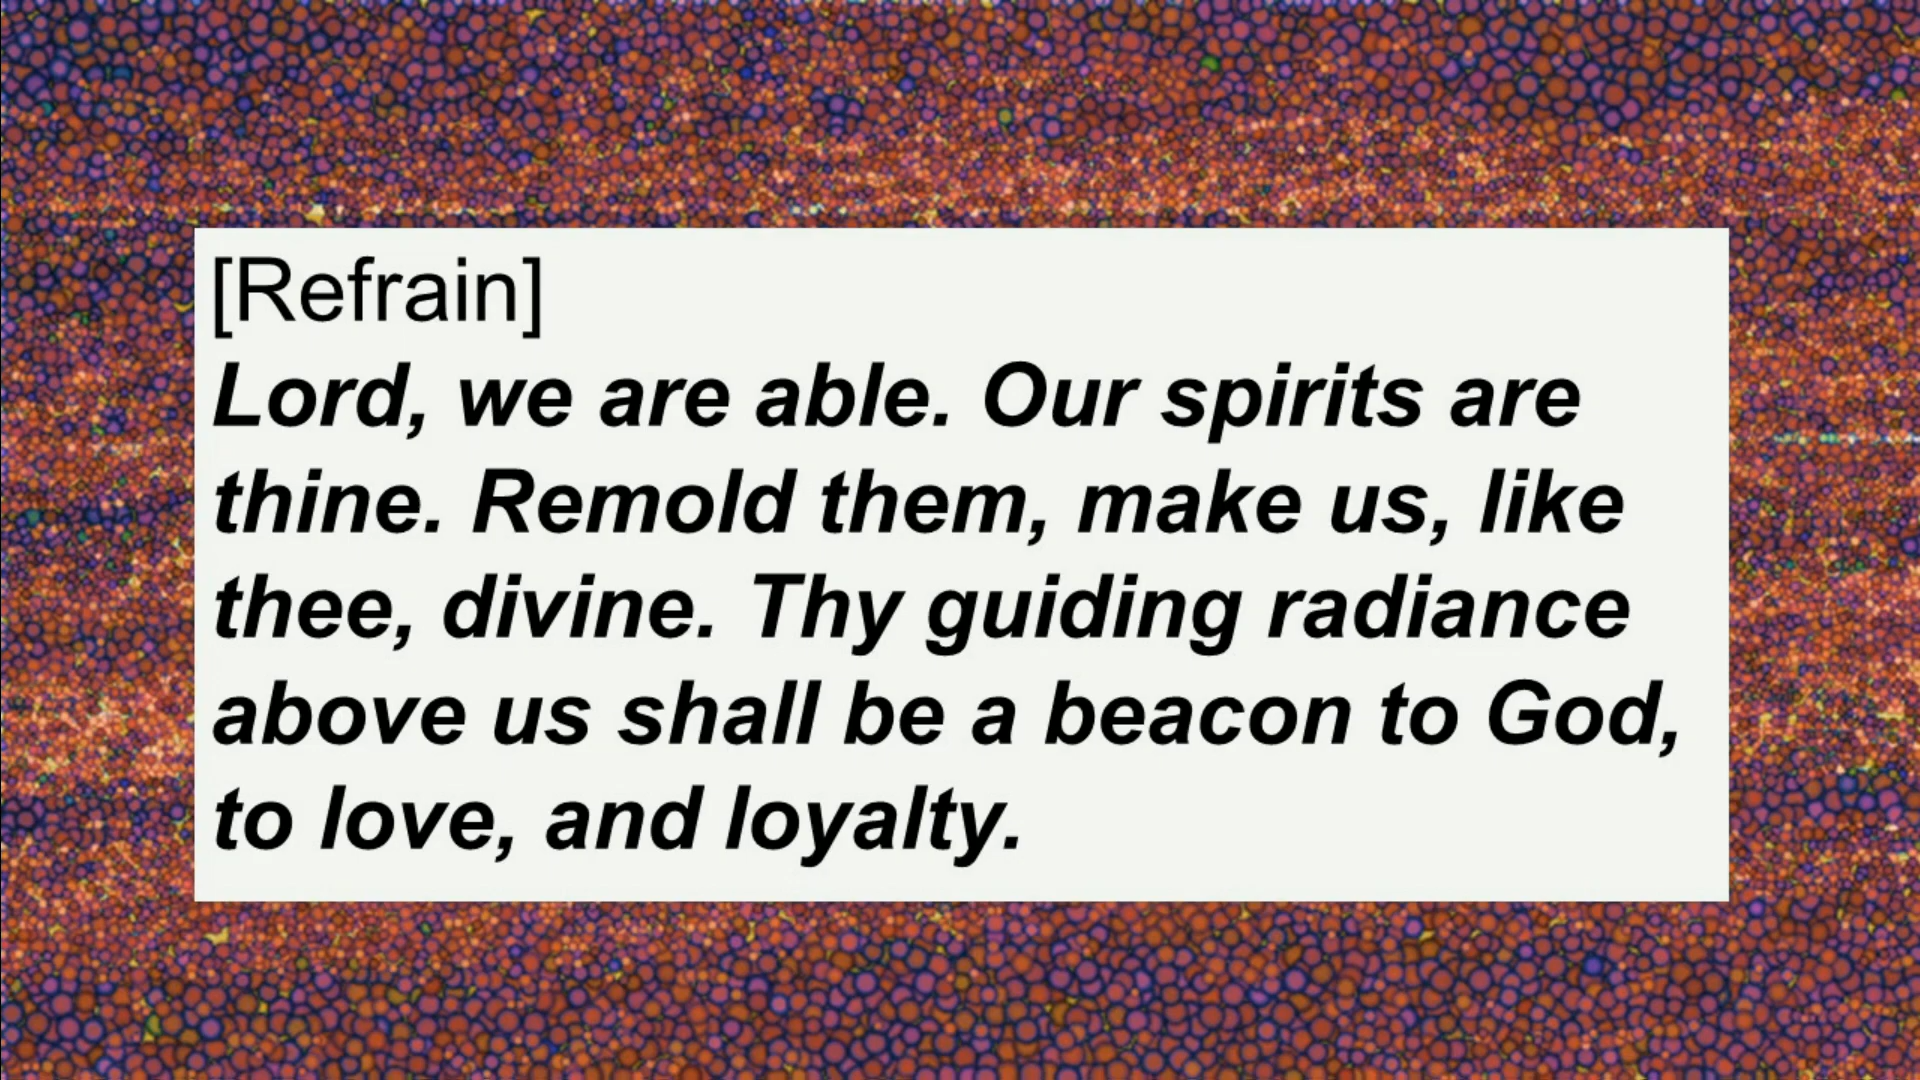 [Refrain]
Lord, we are able. Our spirits are
thine. Remold them, make us, like
thee, divine. Thy guiding radiance
above us shall be a beacon to God,
to love, and loyalty.